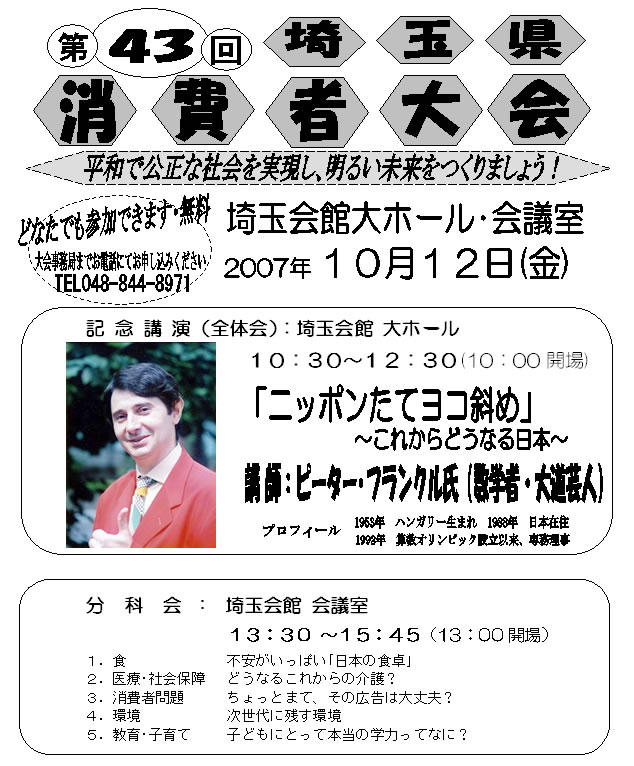 第43回 埼玉県
消費者大会
平和で公正な社会を実現し、明るい未来をつくりましょう!
どなたでも参加できます・無料
大会事務局までお電話にてお申し込みください
TEL048-844-8971
埼玉会館大ホール・会議室
2007年 10月12日(金)
記念講演(全体会):埼玉会館 大ホール
10:30~12:30(10:00 開場)
「ニッポンたてヨコ斜め」
~これからどうなる日本~
講師:ピーター・フランクル氏(数学者・大道芸人)
プロフィール
1953年 ハンガリー生まれ 1988年 日本在住
1992年 算数オリンピック設立以来、専務理事
分科会: 埼玉会館 会議室
13:30~15:45(13:00開場)
1.食 不安がいっぱい「日本の食卓」
2.医療・社会保障 どうなるこれからの介護?
3.消費者問題 ちょっとまて、その広告は大丈夫?
4.環境 次世代に残す環境
5.教育・子育て 子どもにとって本当の学力ってなに?